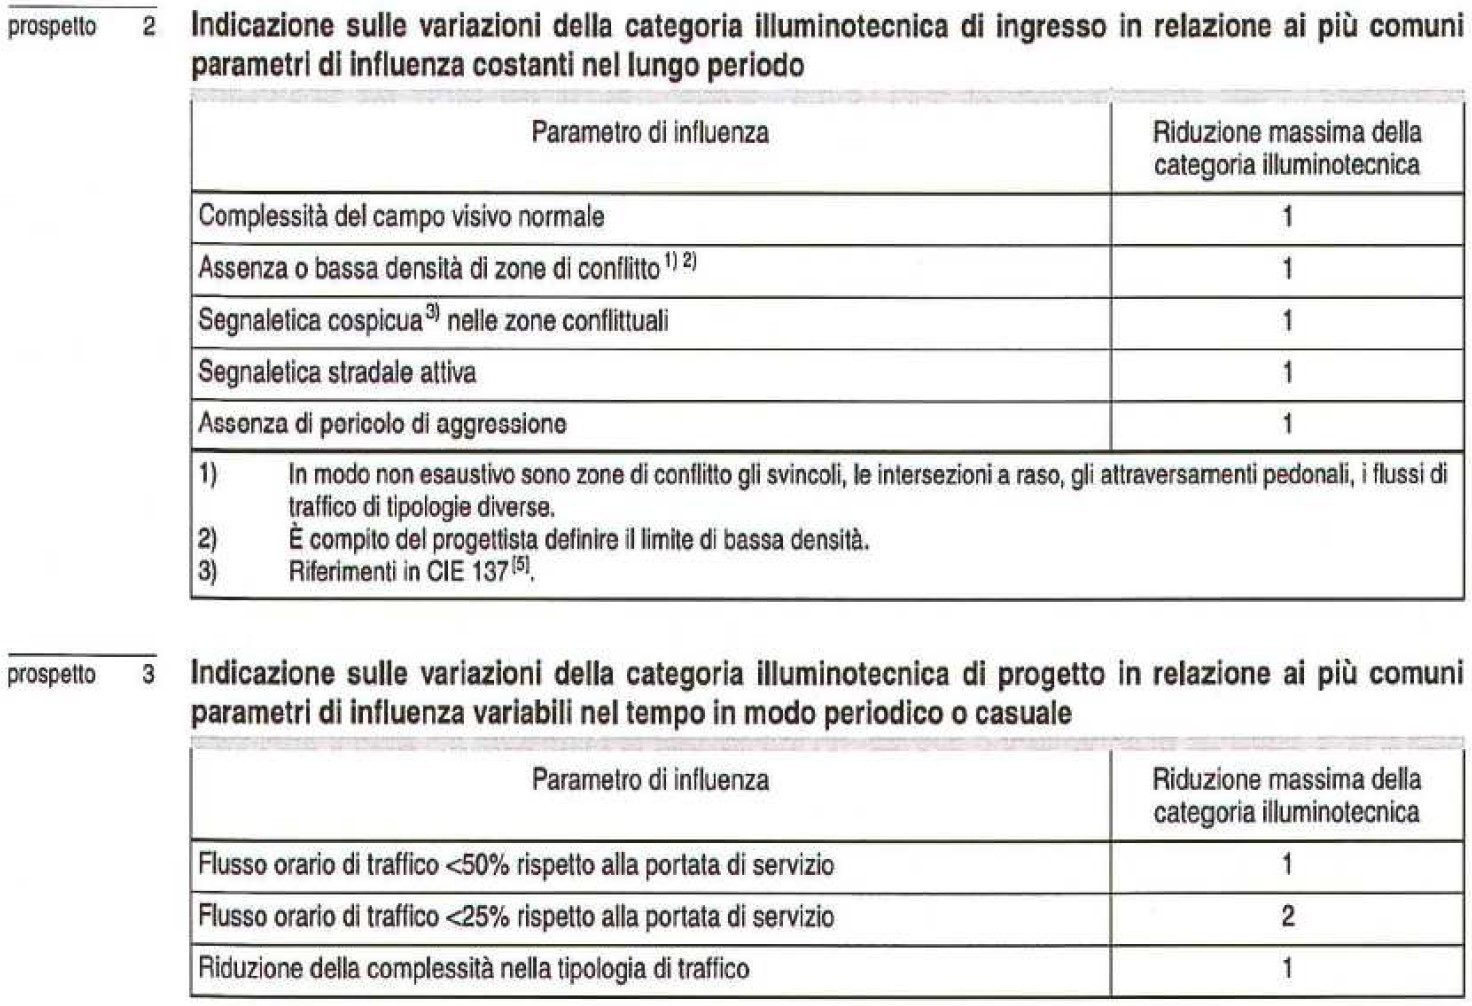 prospetto 2 Indicazione sulle variazioni della categoria illuminotecnica di ingresso in relazione ai più comuni
parametri di influenza costanti nel lungo periodo
Parametro di influenza
Riduzione massima della
categoria illuminotecnica
Complessità del campo visivo normale 1
Assenza o bassa densità di zone di conflitto 1) 2) 1
Segnaletica cospicua 3) nelle zone conflittuali 1
Segnaletica stradale attiva 1
Assenza di pericolo di aggressione 1
1) In modo non esaustivo sono zone di conflitto gli svincoli, le intersezioni a raso, gli attraversamenti pedonali, i flussi di
traffico di tipologie diverse.
2) È compito del progettista definire il limite di bassa densità.
3) Riferimenti in CIE 137 [5].
prospetto 3 Indicazione sulle variazioni della categoria illuminotecnica di progetto in relazione ai più comuni
parametri di influenza variabili nel tempo in modo periodico o casuale
Parametro di influenza
Riduzione massima della
categoria illuminotecnica
Flusso orario di traffico <50% rispetto alla portata di servizio 1
Flusso orario di traffico <25% rispetto alla portata di servizio 2
Riduzione della complessità nella tipologia di traffico 1